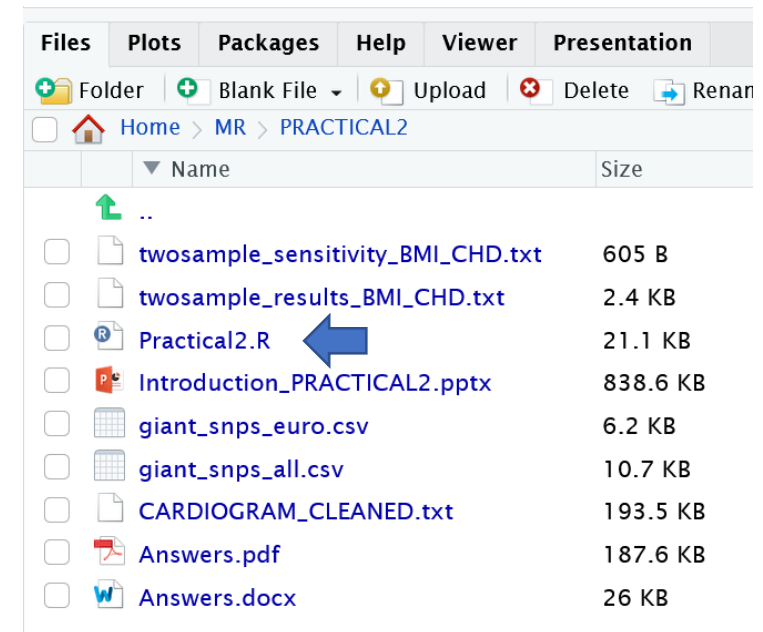 Files Plots Packages Help Viewer Presentation
Folder Blank File Upload Delete Renam
Home > MR > PRACTICAL2
Name Size
..
twosample_sensitivity_BMI_CHD.txt 605 B
twosample_results_BMI_CHD.txt 2.4 KB
Practical2.R 21.1 KB
Introduction_PRACTICAL2.pptx 838.6 KB
giant_snps_euro.csv 6.2 KB
giant_snps_all.csv 10.7 KB
CARDIOGRAM_CLEANED.txt 193.5 KB
Answers.pdf 187.6 KB
Answers.docx 26 KB